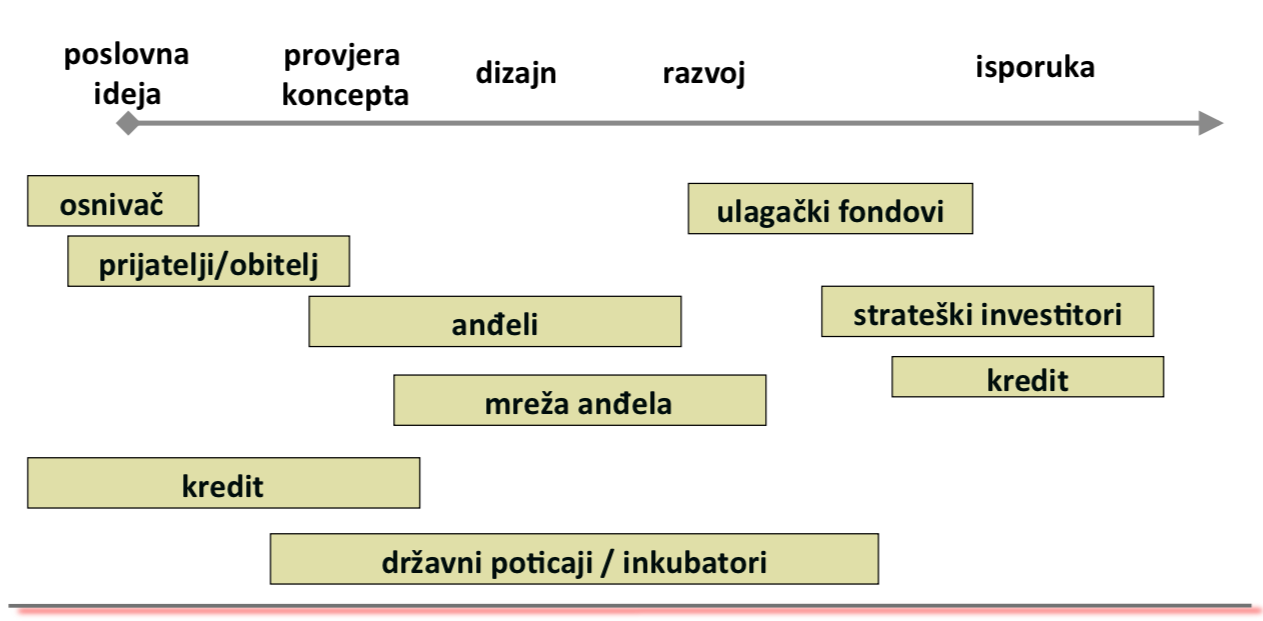 poslovna
ideja
provjera
koncepta
dizajn
razvoj
isporuka
osnivač
ulagački fondovi
prijatelji/obitelj
anđeli
strateški investitori
kredit
mreža anđela
kredit
državni poticaji / inkubatori